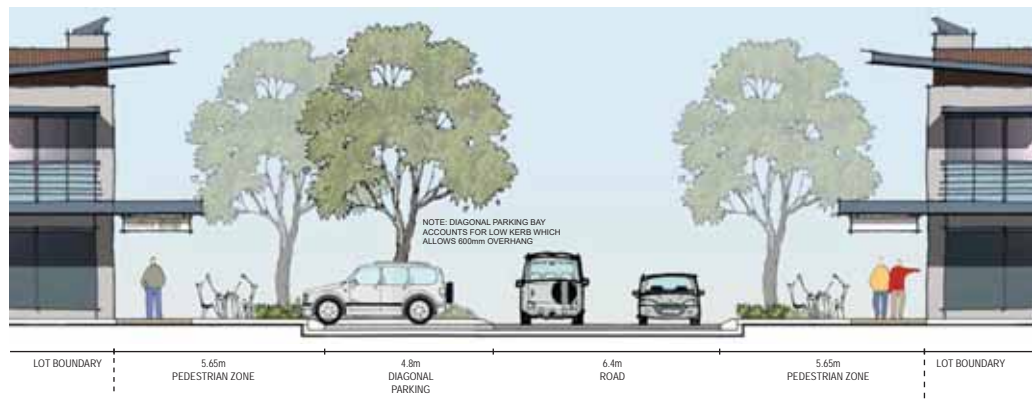 NOTE: DIAGONAL PARKING BAY
ACCOUNTS FOR LOW KERB WHICH
ALLOWS 600mm OVERHANG
LOT BOUNDARY
5.65m
PEDESTRIAN ZONE
4.8m
DIAGONAL
PARKING
6.4m
ROAD
5.65m
PEDESTRIAN ZONE
LOT BOUNDARY